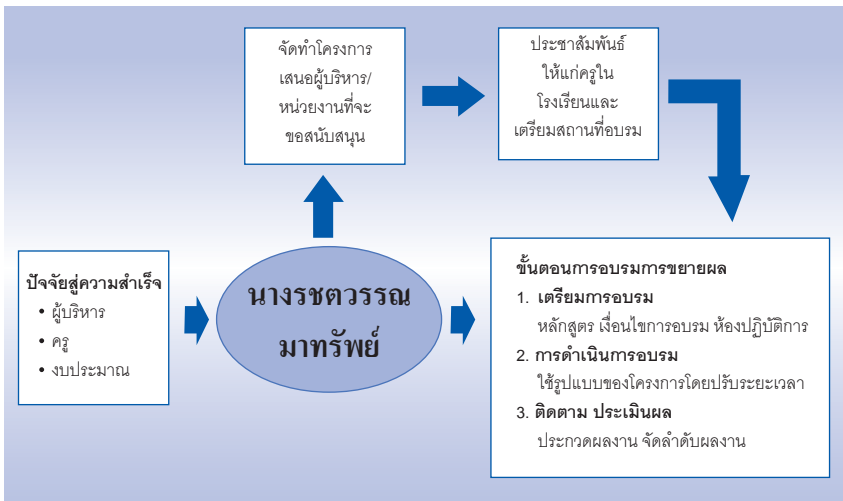 จัดทำโครงการ
เสนอผู้บริหาร/
หน่วยงานที่จะ
ขอสนับสนุน
ประชาสัมพันธ์
ให้แก่ครูใน
โรงเรียนและ
เตรียมสถานที่อบรม
ปัจจัยสู่ความสำเร็จ
• ผู้บริหาร
• ครู
• งบประมาณ
นางรชตวรรณ
มาทรัพย์
ขั้นตอนการอบรมการขยายผล
1. เตรียมการอบรม
หลักสูตร เงื่อนไขการอบรม ห้องปฏิบัติการ
2. การดำเนินการอบรม
ใช้รูปแบบของโครงการโดยปรับระยะเวลา
3. ติดตาม ประเมินผล
ประกวดผลงาน จัดลำดับผลงาน